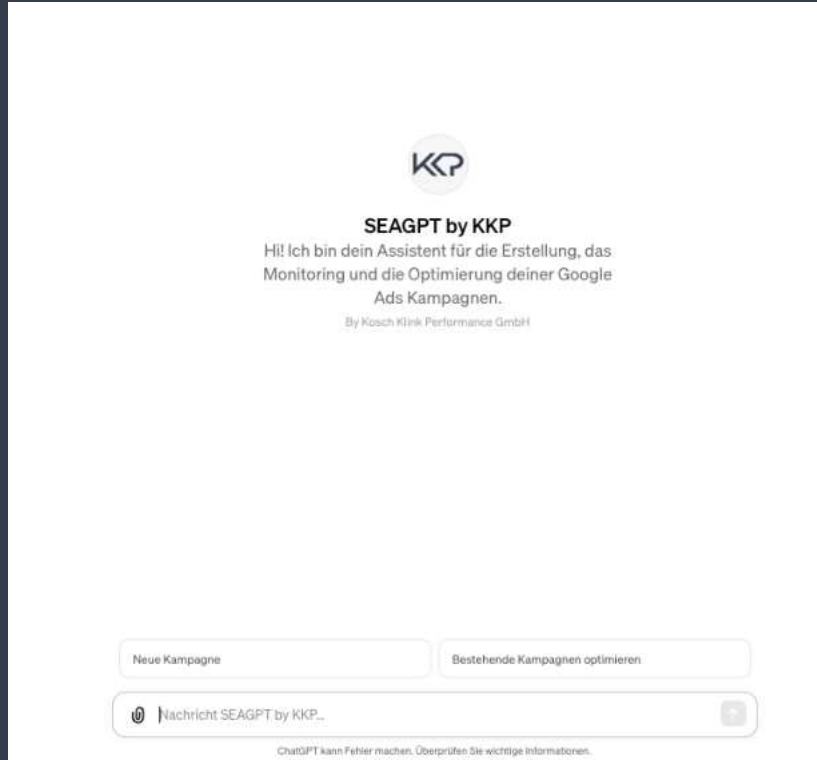 KKP
SEAGPT by KKP
Hi! Ich bin dein Assistent für die Erstellung, das
Monitoring und die Optimierung deiner Google
Ads Kampagnen.
By Kosch Klink Performance GmbH
Neue Kampagne
Bestehende Kampagnen optimieren
Nachricht SEAGPT by KKP...
ChatGPT kann Fehler machen. Überprüfen Sie wichtige Informationen.